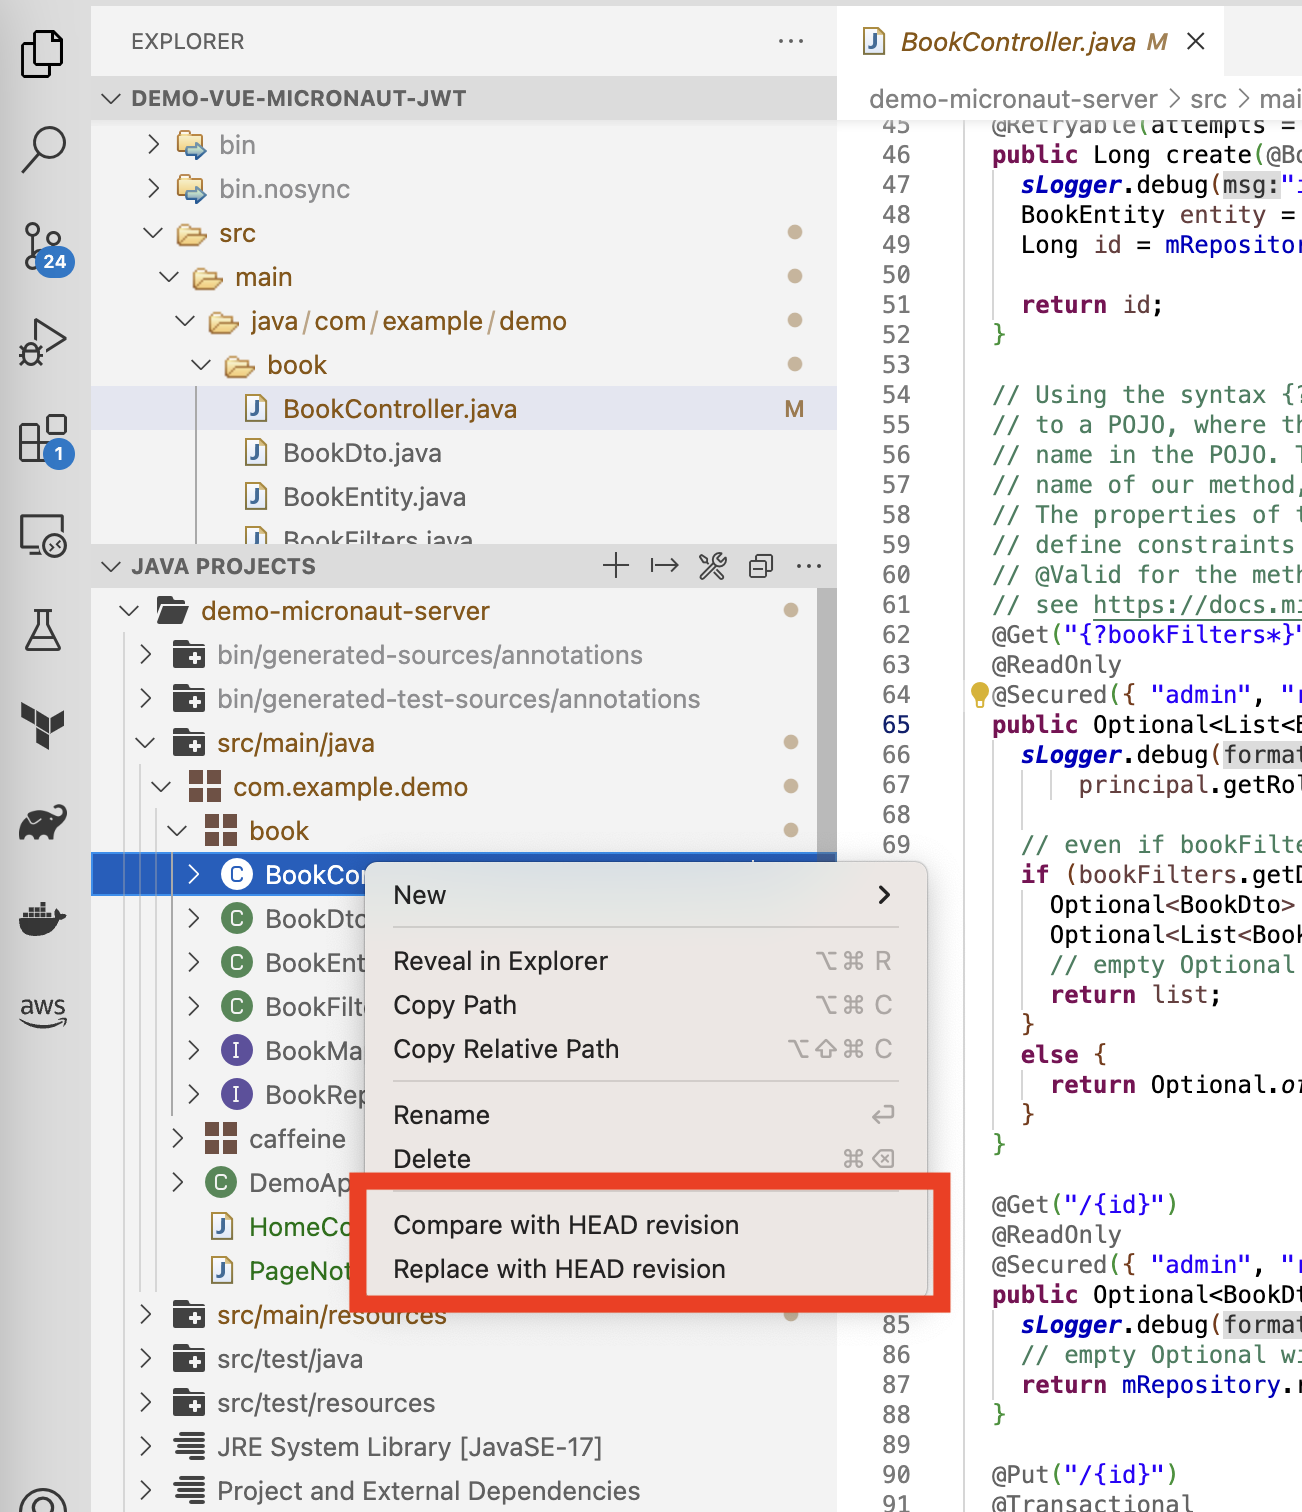 EXPLORER
DEMO-VUE-MICRONAUT-JWT
bin
bin.nosync
src
main
java/com/example/demo
book
BookController.java M
BookDto.java
BookEntity.java
BookFilters.java
24
1
aws
JAVA PROJECTS
demo-micronaut-server
bin/generated-sources/annotations
bin/generated-test-sources/annotations
src/main/java
com.example.demo
book
C BookCon
C BookDto
C BookEnt
C BookFilt
I BookMa
I BookRep
caffeine
C DemoAp
J HomeCo
J PageNot
src/main/resources
src/test/java
src/test/resources
JRE System Library [JavaSE-17]
Project and External Dependencies
New
Reveal in Explorer ⌥⌘ R
Copy Path ⌥⌘ C
Copy Relative Path ⌥⇧⌘ C
Rename
Delete ⌘
Compare with HEAD revision
Replace with HEAD revision
BookController.java M
demo-micronaut-server > src > mai
45 @Retryable(attempts =
46 public Long create(@Bo
47 sLogger.debug(msg:"i
48 BookEntity entity =
49 Long id = mRepositor
50
51 return id;
52 }
53
54 // Using the syntax {?
55 // to a POJO, where th
56 // name in the POJO. T
57 // name of our method,
58 // The properties of t
59 // define constraints
60 // @Valid for the meth
61 // see https://docs.mi
62 @Get("{?bookFilters*}"
63 @ReadOnly
64 @Secured({ "admin", "r
65 public Optional<List<B
66 sLogger.debug(format
67 principal.getRol
68
69 // even if bookFilte
if (bookFilters.getD
Optional<BookDto>
Optional<List<Book
// empty Optional
return list;
}
else {
return Optional.of
}
}
@Get("/{id}")
@ReadOnly
@Secured({ "admin", "r
public Optional<BookDt
85 sLogger.debug(format
86 // empty Optional wi
87 return mRepository.
88 }
89
90 @Put("/{id}")
91 @Transactional